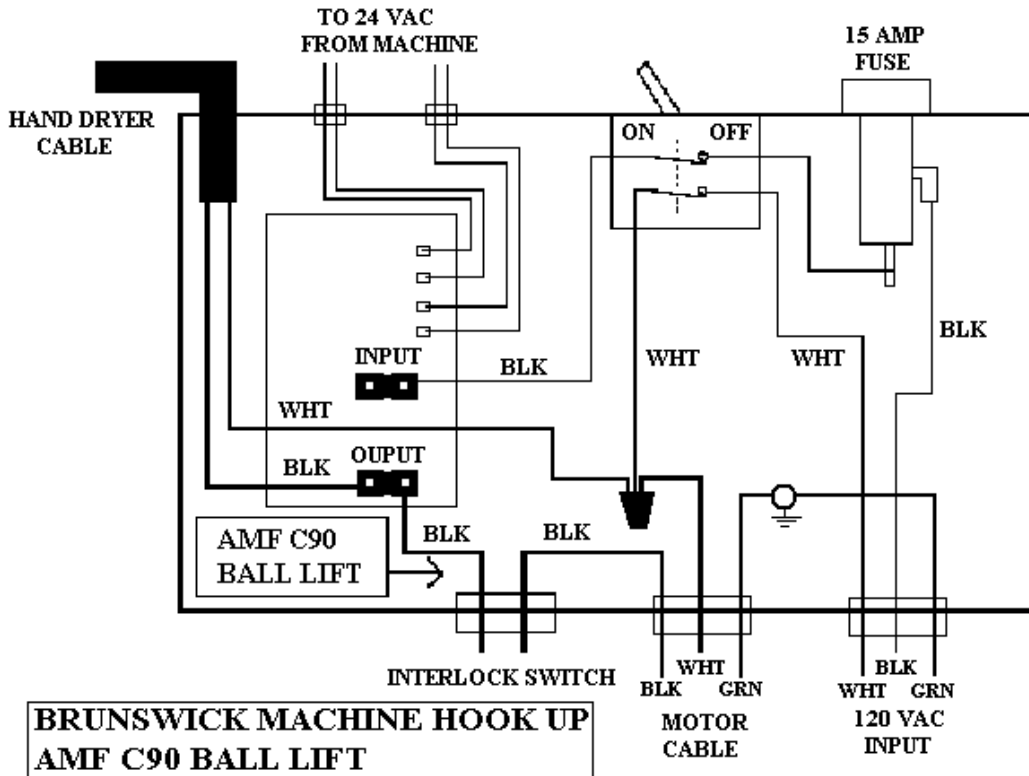 TO 24 VAC
FROM MACHINE
15 AMP
FUSE
HAND DRYER
CABLE
ON
OFF
BLK
INPUT
BLK
WHT
WHT
WHT
OUPUT
BLK
BLK
BLK
AMF C90
BALL LIFT
INTERLOCK SWITCH
BLK
WHT
GRN
MOTOR
CABLE
WHT
BLK
GRN
120 VAC
INPUT
BRUNSWICK MACHINE HOOK UP
AMF C90 BALL LIFT